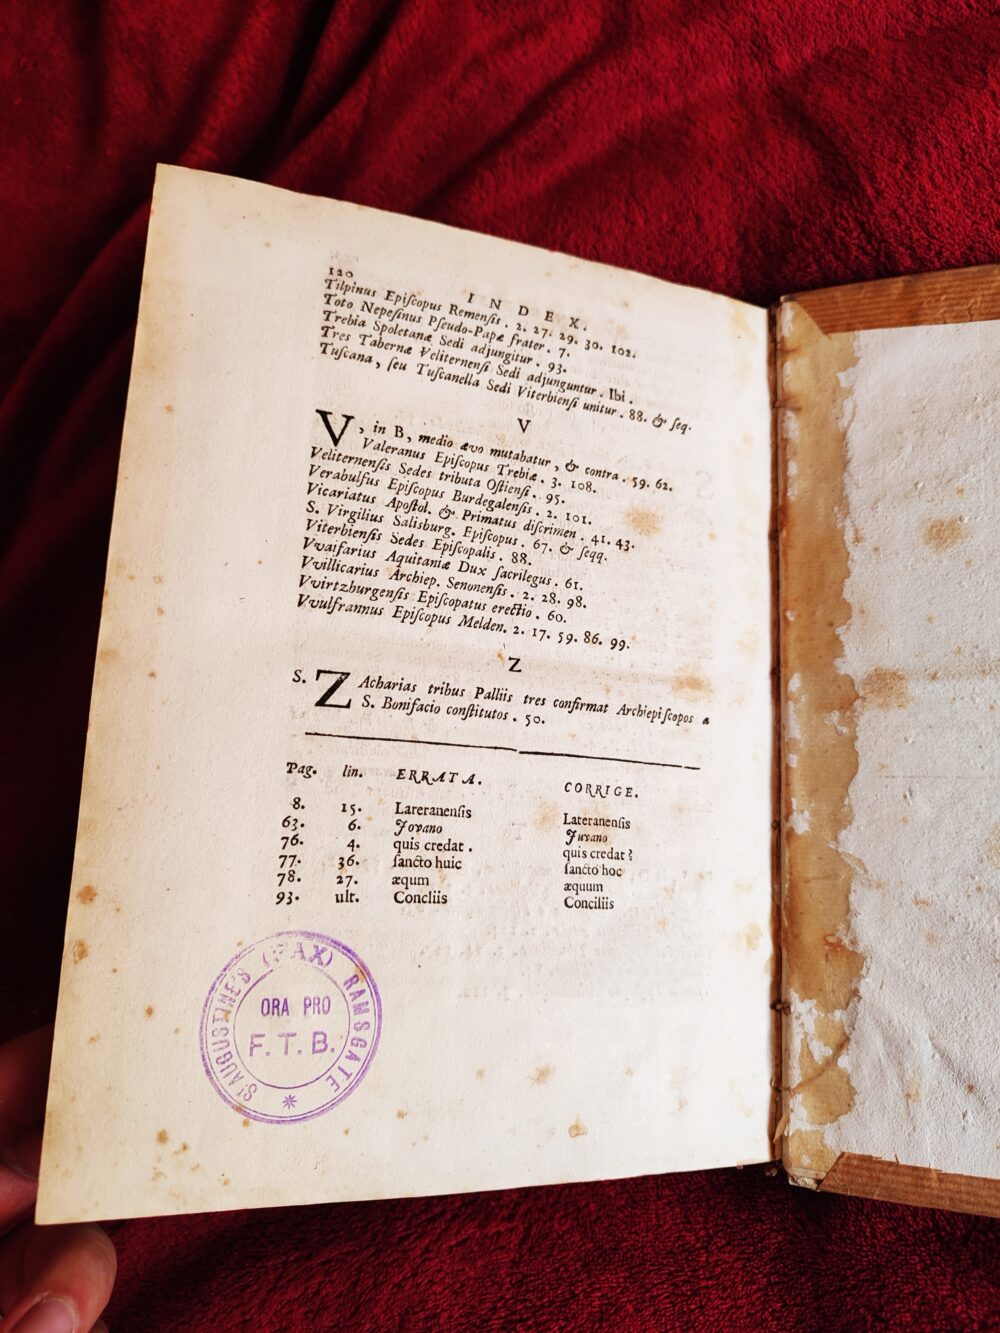 120
INDEX.
Tilpinus Epiſcopus Remenſis. 2. 27. 29. 30. 102.
Toto Nepeſinus Pſeudo-Papæ frater. 7.
Trebia Spoletanæ Sedi adjungitur. 93.
Tres Tabernæ Veliternenſi Sedi adjunguntur. Ibi.
Tuſcana, ſeu Tuſcanella Sedi Viterbienſi unitur. 88. & ſeq.
V
V, in B, medio ævo mutabatur, & contra. 59. 62.
Valeranus Epiſcopus Trebiæ. 3. 108.
Veliternenſis Sedes tributa Oſtienſi. 95.
Verabulfus Epiſcopus Burdegalenſis. 2. 101.
Vicariatus Apoſtol. & Primatus diſcrimen. 41. 43.
S. Virgilius Salisburg. Epiſcopus. 67. & ſeqq.
Viterbienſis Sedes Epiſcopalis. 88.
Vvaifarius Aquitaniæ Dux ſacrilegus. 61.
Vvillicarius Archiep. Senonenſis. 2. 28. 98.
Vvirtzburgenſis Epiſcopatus erectio. 60.
Vvulfrannus Epiſcopus Melden. 2. 17. 59. 86. 99.
Z
S. ZAcharias tribus Palliis tres confirmat Archiepiſcopos a
S. Bonifacio conſtitutos. 50.
Pag. lin. ERRATA. CORRIGE.
8. 15. Lareranenſis Lateranenſis
63. 6. Jovano Juvano
76. 4. quis credat. quis credat?
77. 36. ſancto huic ſancto hoc
78. 27. æqum æquum
93. ult. Concliis Conciliis
St AUGUSTINE'S (PAX) RAMSGATE
ORA PRO
F.T.B.